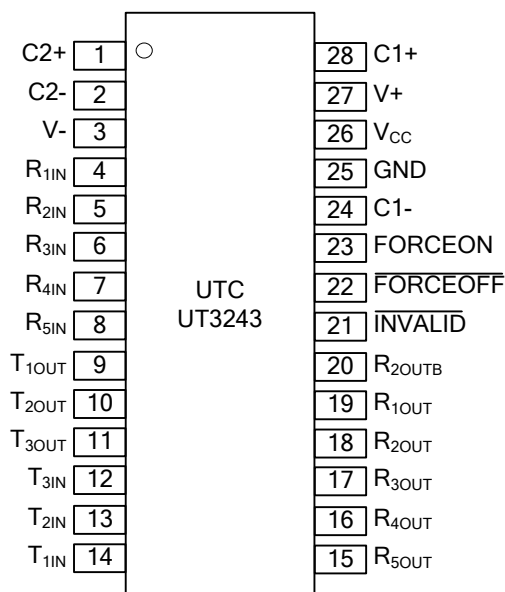 C2+ 1 28 C1+
C2- 2 27 V+
V- 3 26 VCC
R1IN 4 25 GND
R2IN 5 24 C1-
R3IN 6 23 FORCEON
R4IN 7 22 FORCEOFF
UTC
UT3243
R5IN 8 21 INVALID
T1OUT 9 20 R2OUTB
T2OUT 10 19 R1OUT
T3OUT 11 18 R2OUT
T3IN 12 17 R3OUT
T2IN 13 16 R4OUT
T1IN 14 15 R5OUT